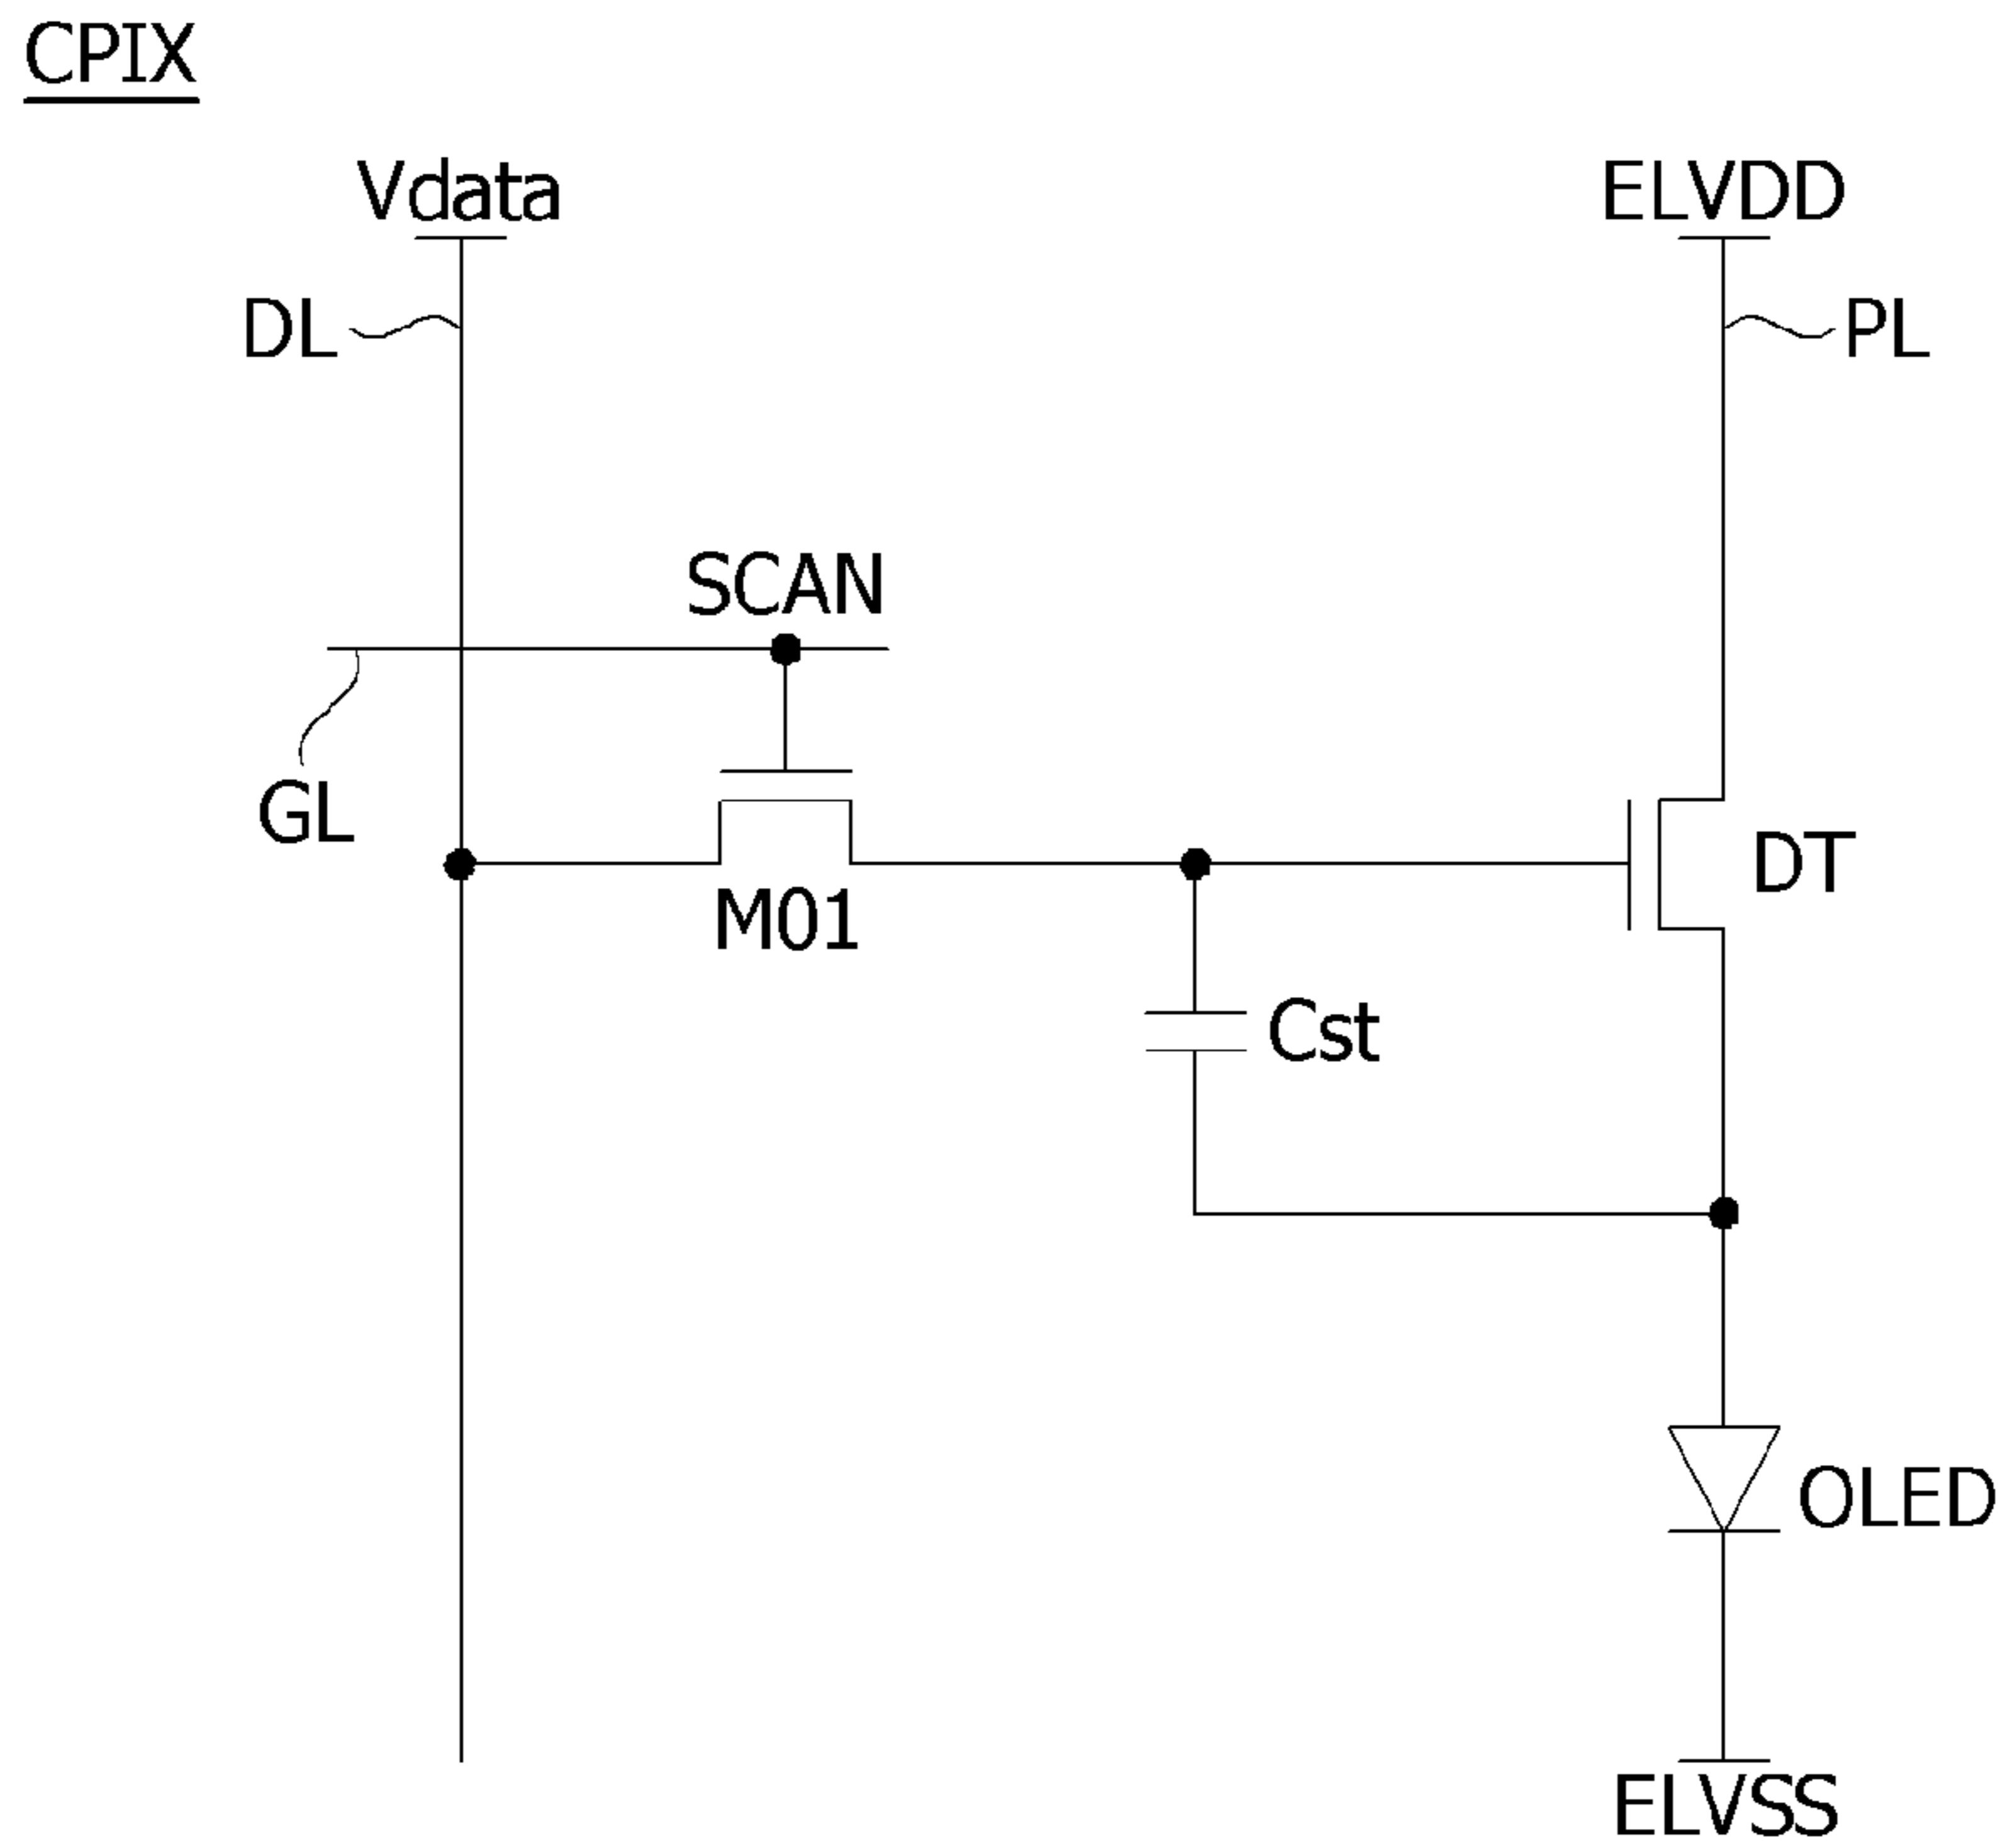 CPIX
Vdata
ELVDD
DL
PL
SCAN
GL
DT
M01
Cst
OLED
ELVSS